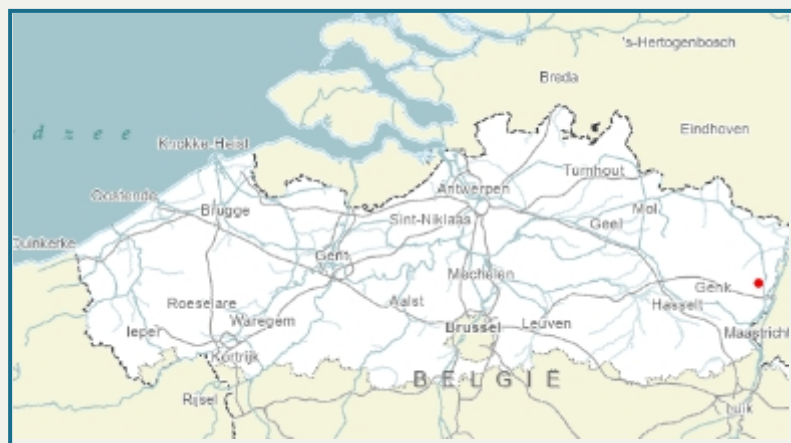 's-Hertogenbosch
Breda
Eindhoven
d z e e
Knokke-Heist
Turnhout
Oostende
Antwerpen
Mol
Brugge
Sint-Niklaas
Geel
Duinkerke
Gent
Mechelen
Genk
Roeselare
Aalst
Hasselt
Ieper
Waregem
Brussel
Leuven
Maastricht
Kortrijk
BELGIË
Rijsel
Luik